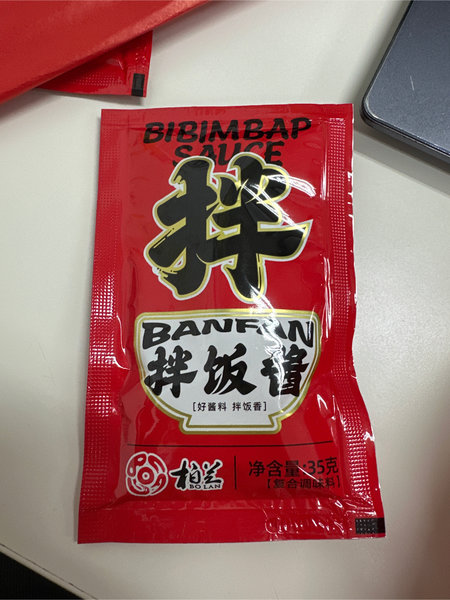 BIBIMBAP
SAUCE
拌
BANFAN
拌饭酱
[好酱料 拌饭香]
柏兰
BO LAN
净含量:35克
【复合调味料】